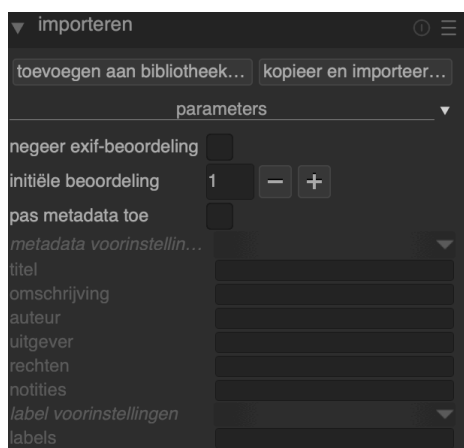 importeren
toevoegen aan bibliotheek... kopieer en importeer...
parameters
negeer exif-beoordeling
initiële beoordeling 1
pas metadata toe
metadata voorinstellin...
titel
omschrijving
auteur
uitgever
rechten
notities
label voorinstellingen
labels